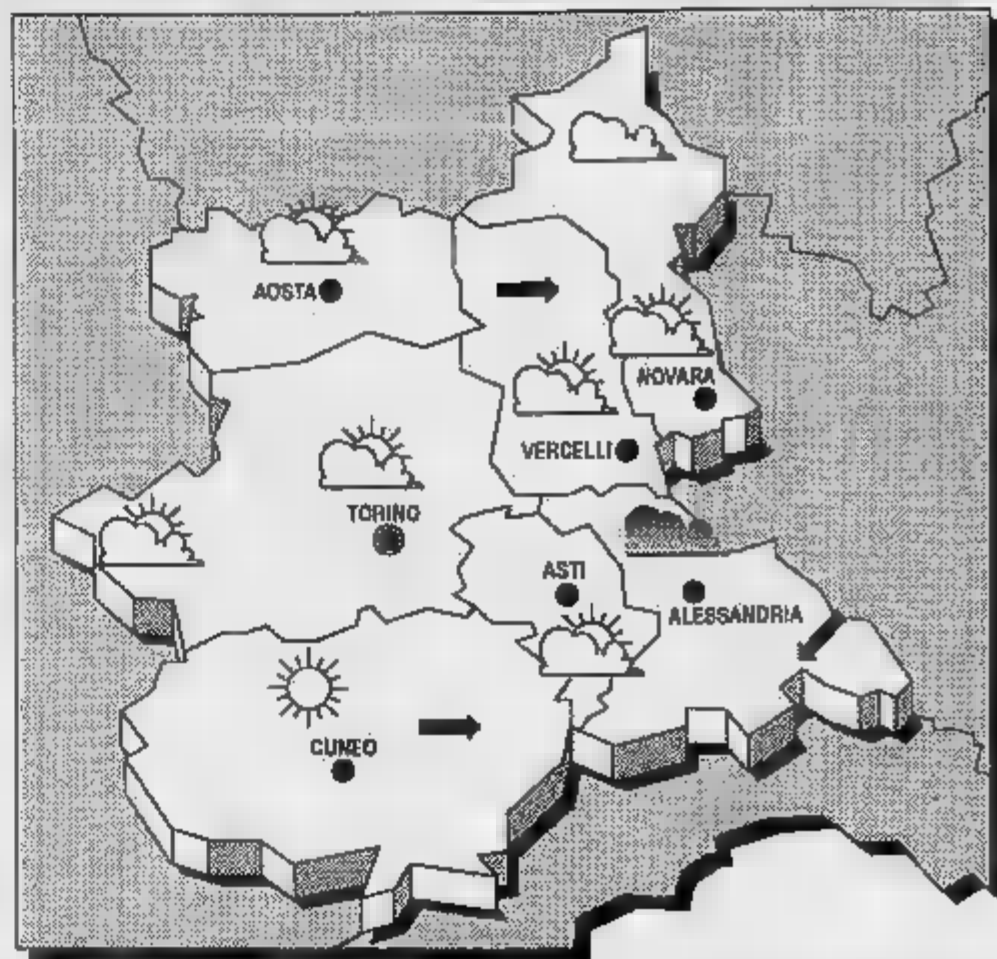 AOSTA
NOVARA
VERCELLI
TORINO
ASTI
ALESSANDRIA
CUNEO